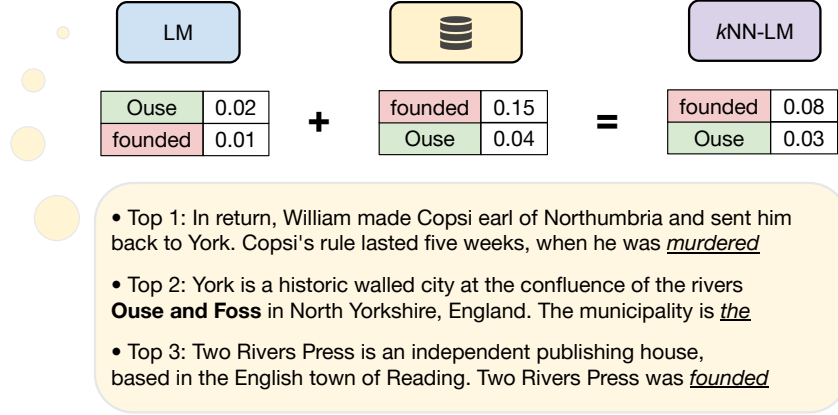 LM
kNN-LM
Ouse 0.02
founded 0.01
+
founded 0.15
Ouse 0.04
=
founded 0.08
Ouse 0.03
• Top 1: In return, William made Copsi earl of Northumbria and sent him
back to York. Copsi's rule lasted five weeks, when he was murdered
• Top 2: York is a historic walled city at the confluence of the rivers
Ouse and Foss in North Yorkshire, England. The municipality is the
• Top 3: Two Rivers Press is an independent publishing house,
based in the English town of Reading. Two Rivers Press was founded